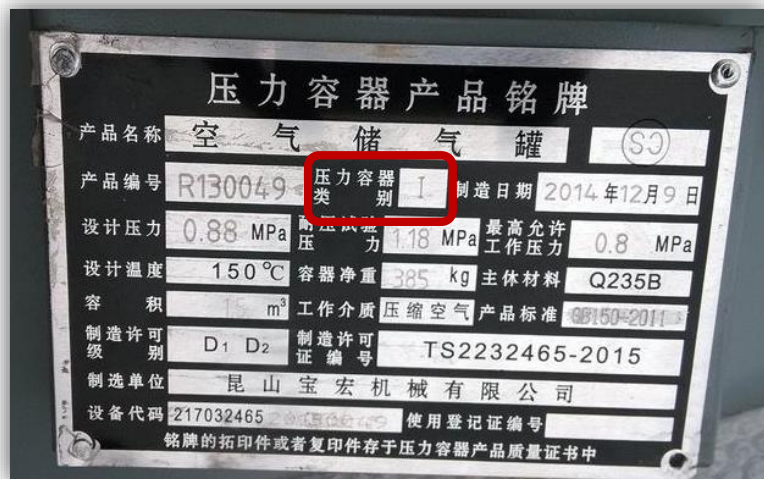 压力容器产品铭牌
产品名称 空气储气罐
产品编号 R130049 压力容器类别 I 制造日期 2014年12月9日
设计压力 0.88 MPa 耐压试验压力 1.18 MPa 最高允许工作压力 0.8 MPa
设计温度 150℃ 容器净重 385 kg 主体材料 Q235B
容积 m³ 工作介质 压缩空气 产品标准 GB150-2011
制造许可级别 D1 D2 制造许可证编号 TS2232465-2015
制选单位 昆山宝宏机械有限公司
设备代码 217032465 使用登记证编号
铭牌的拓印件或者复印件存于压力容器产品质量证书中